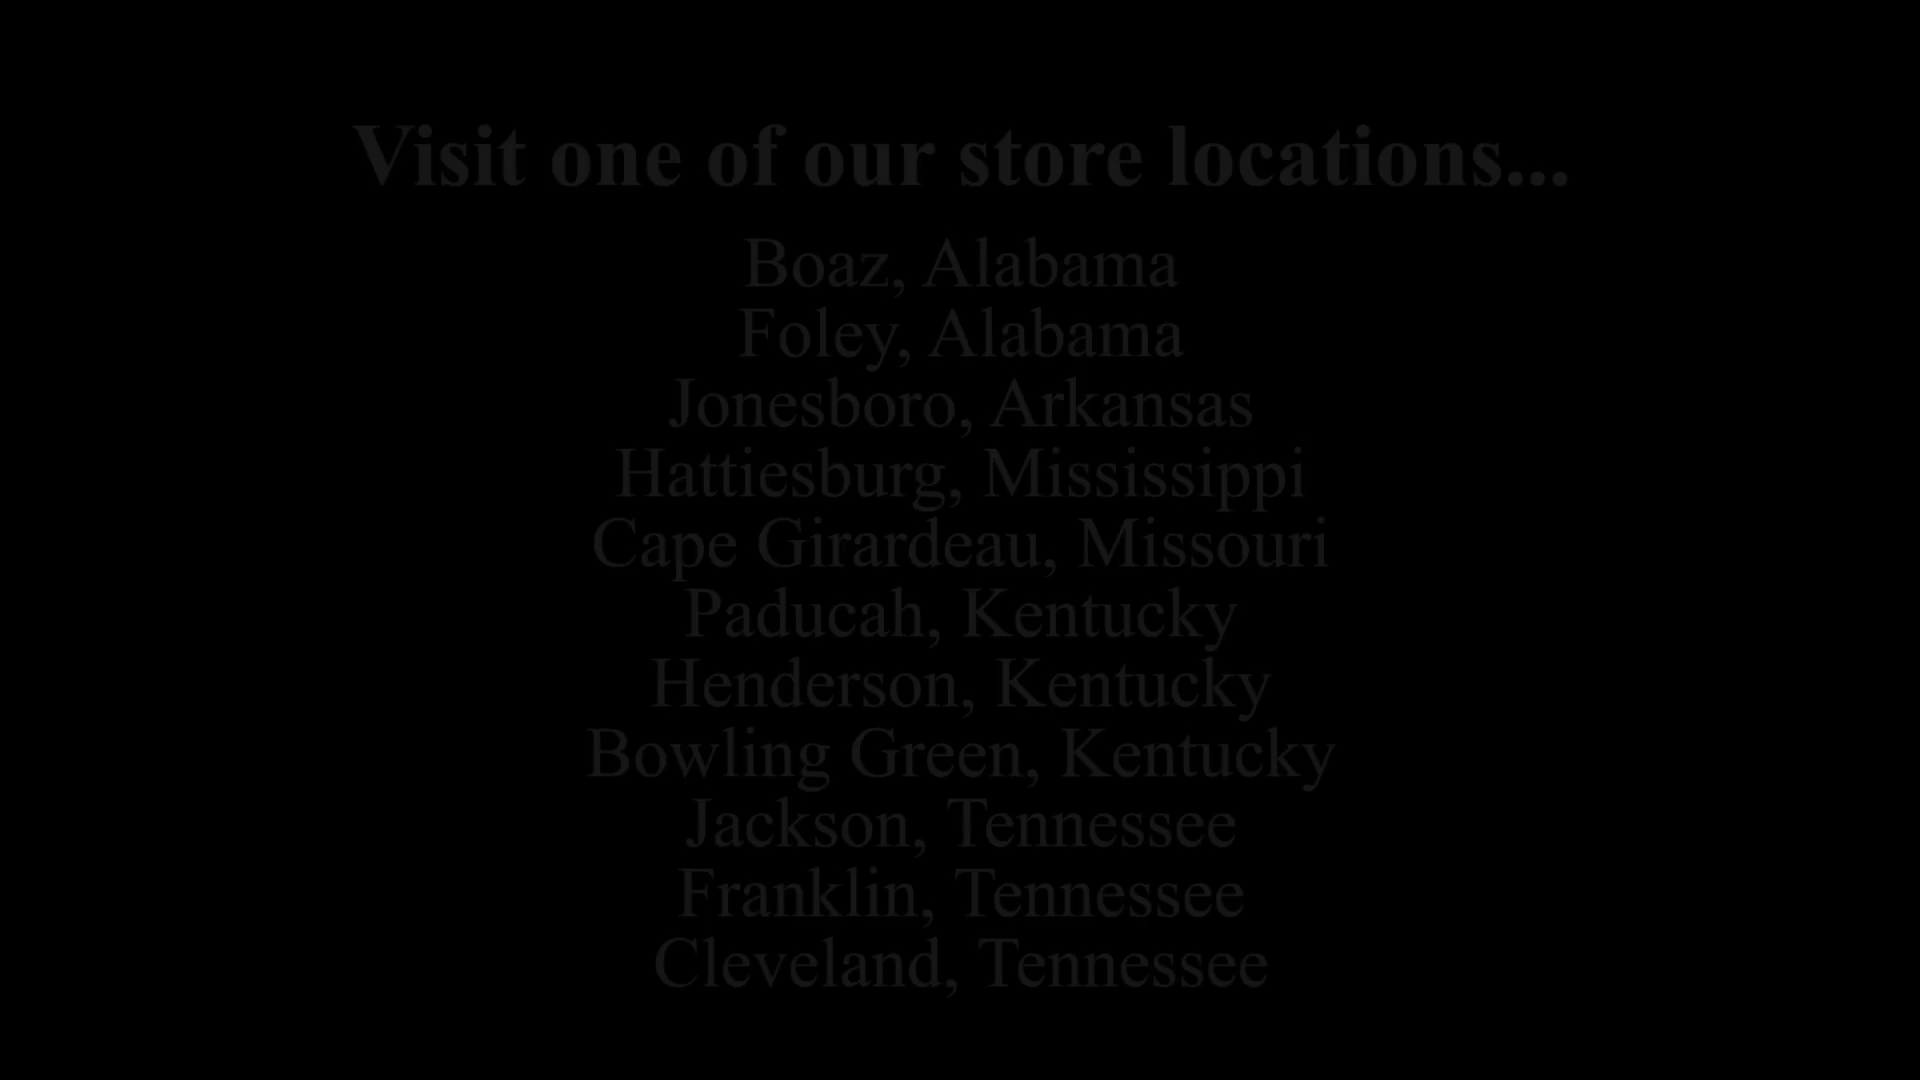 Visit one of our store locations...
Boaz, Alabama
Foley, Alabama
Jonesboro, Arkansas
Hattiesburg, Mississippi
Cape Girardeau, Missouri
Paducah, Kentucky
Henderson, Kentucky
Bowling Green, Kentucky
Jackson, Tennessee
Franklin, Tennessee
Cleveland, Tennessee